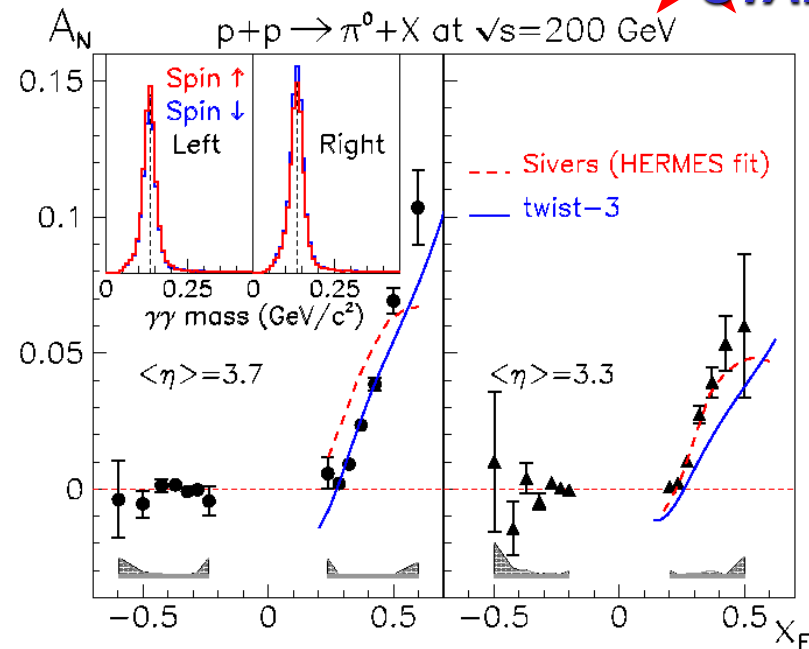 A_N p+p → π⁰+X at √s=200 GeV
0.15
0.1
0.05
0
Spin ↑
Spin ↓
Left
Right
0 0.25 0 0.25
γγ mass (GeV/c²)
Sivers (HERMES fit)
twist-3
<η>=3.7
<η>=3.3
−0.5 0 0.5 −0.5 0 0.5
X_F